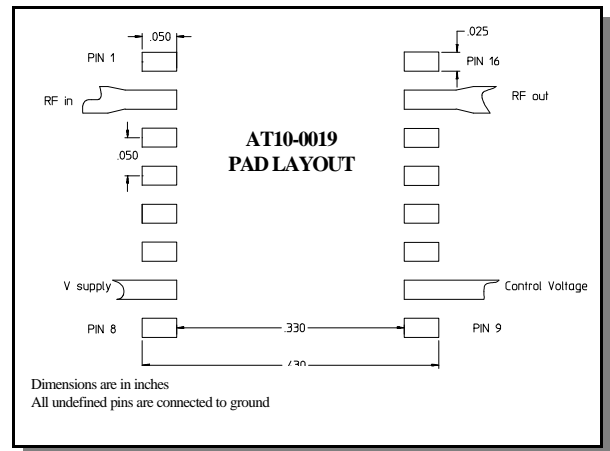 .050
.025
PIN 1
PIN 16
RF in
RF out
AT10-0019
PAD LAYOUT
.050
V supply
Control Voltage
PIN 8
.330
PIN 9
.430
Dimensions are in inches
All undefined pins are connected to ground